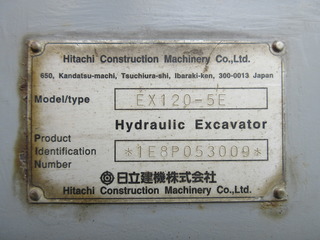 Hitachi Construction Machinery Co.,Ltd.
650, Kandatsu-machi, Tsuchiura-shi, Ibaraki-ken, 300-0013 Japan
Model/type EX120-5E
Hydraulic Excavator
Product
Identification *1E8P053009*
Number
日立建機株式会社
Hitachi Construction Machinery Co.,Ltd.